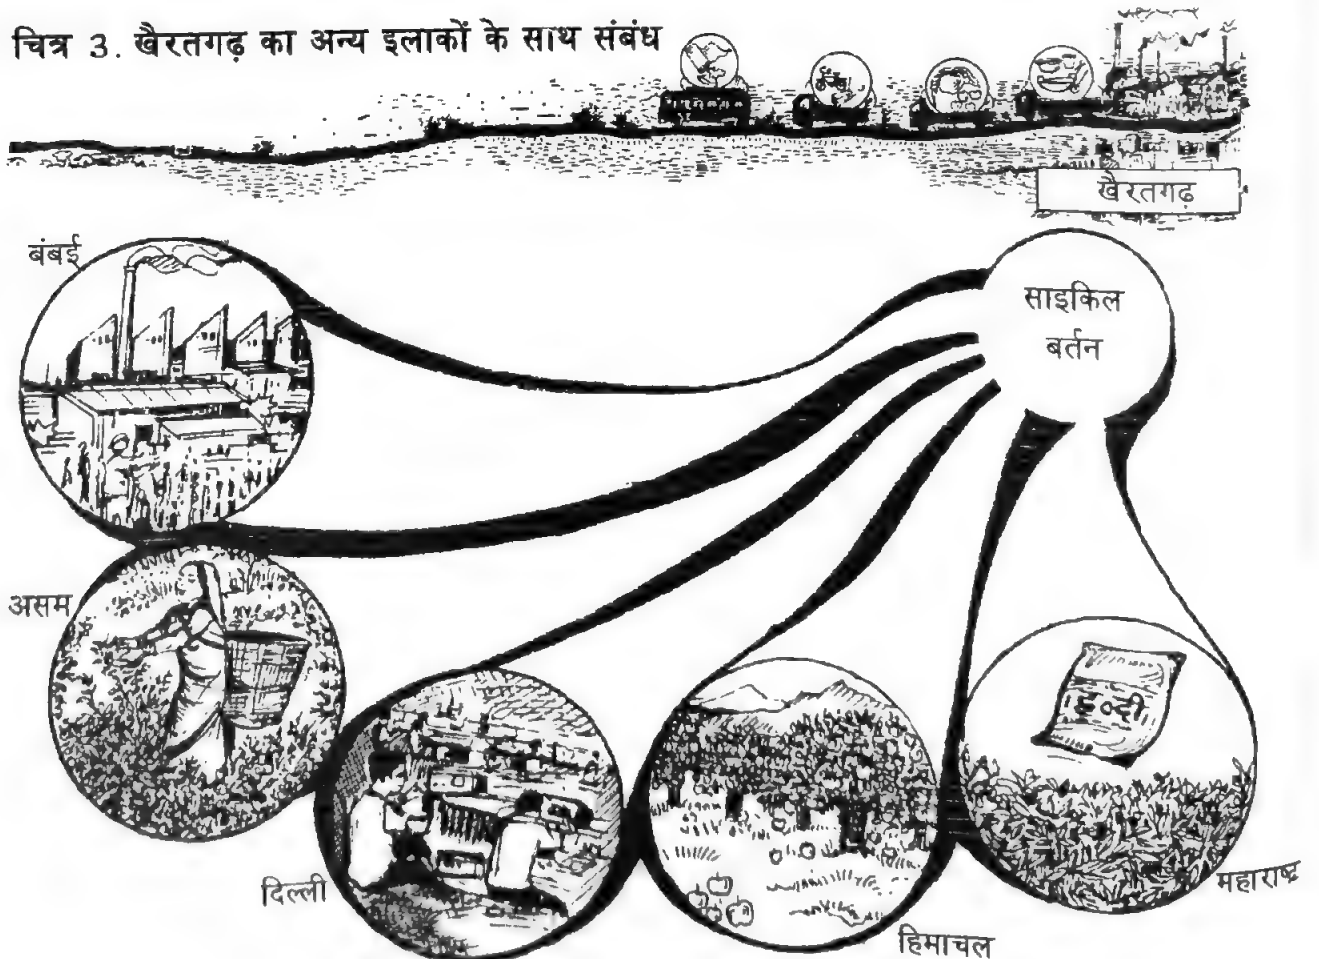 चित्र 3. खैरतगढ़ का अन्य इलाकों के साथ संबंध
खैरतगढ़
बंबई
साइकिल
बर्तन
असम
हल्दी
दिल्ली
महाराष्ट्र
हिमाचल